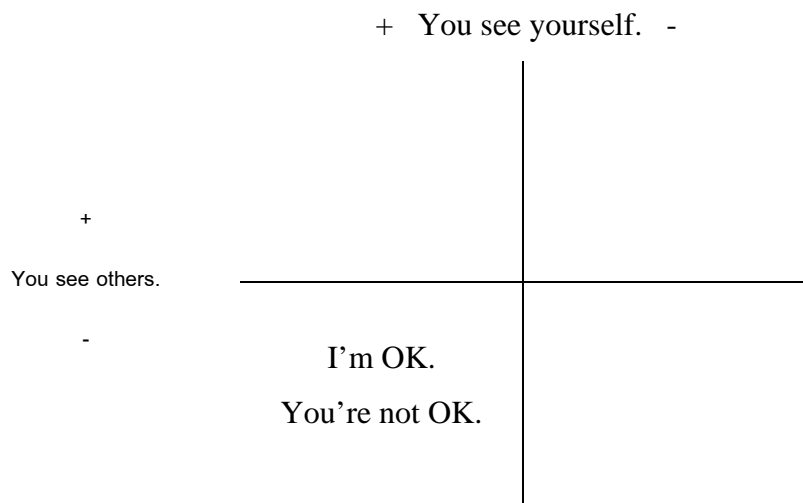 + You see yourself. -
+
You see others.
-
I’m OK.
You’re not OK.